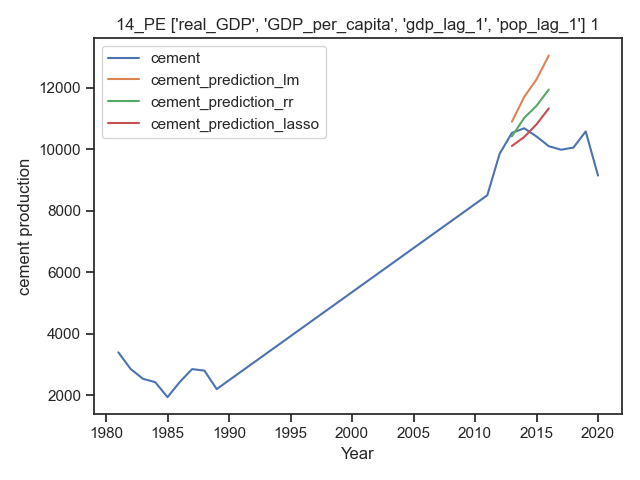 14_PE ['real_GDP', 'GDP_per_capita', 'gdp_lag_1', 'pop_lag_1'] 1
cement
cement_prediction_lm
cement_prediction_rr
cement_prediction_lasso
cement production
12000
10000
8000
6000
4000
2000
1980 1985 1990 1995 2000 2005 2010 2015 2020
Year